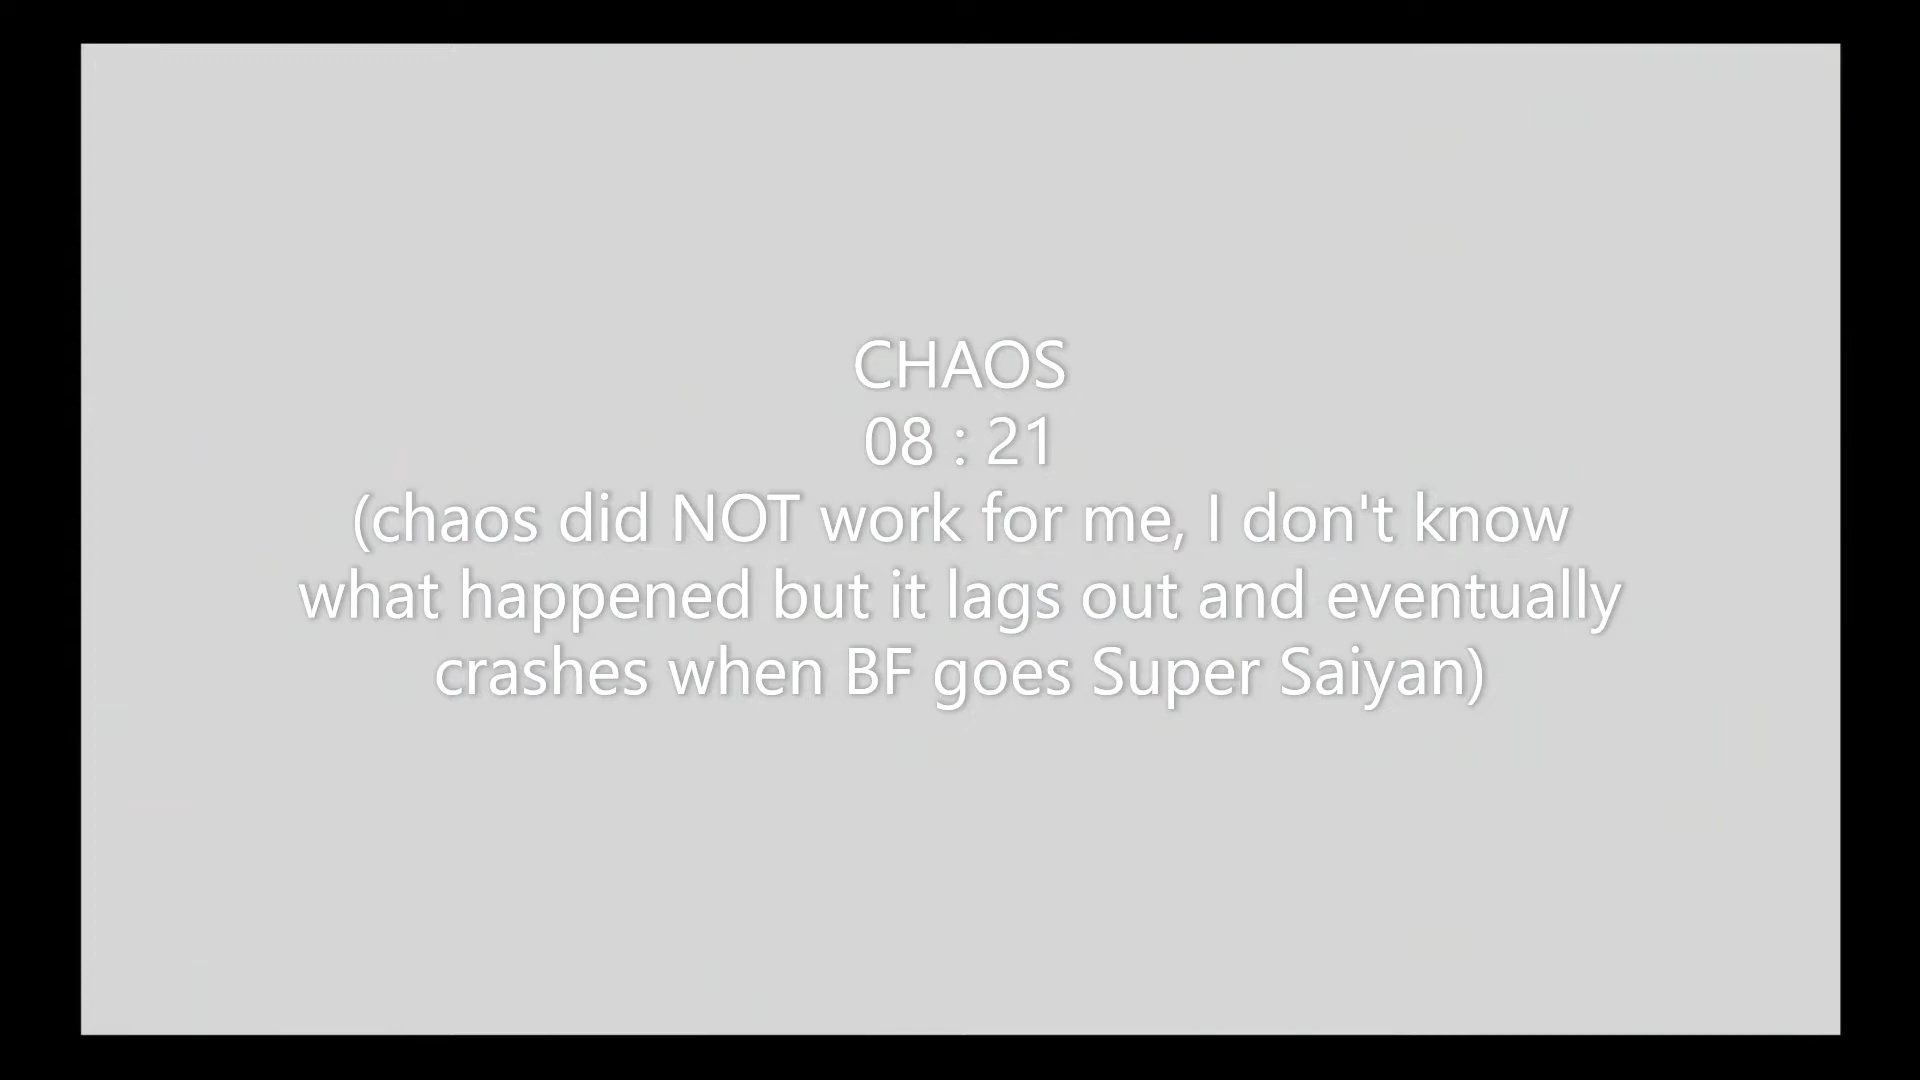 CHAOS
08 : 21
(chaos did NOT work for me, I don't know
what happened but it lags out and eventually
crashes when BF goes Super Saiyan)